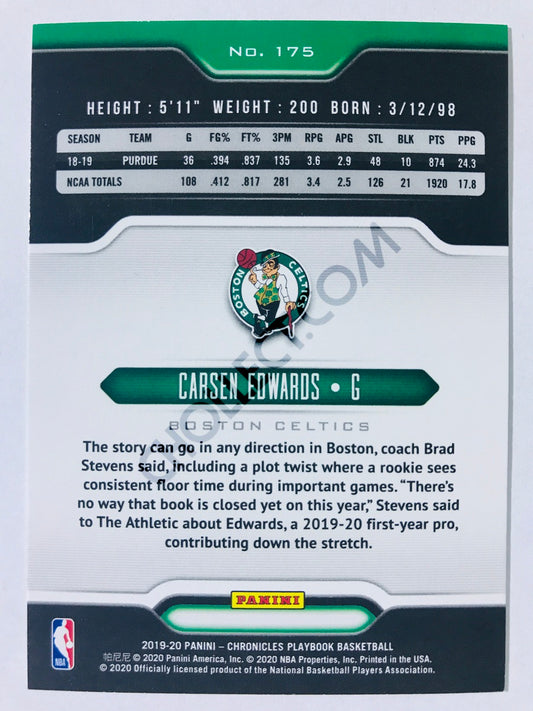 No. 175
HEIGHT : 5'11" WEIGHT : 200 BORN : 3/12/98
SEASON TEAM G FG% FT% 3PM RPG APG STL BLK PTS PPG
18-19 PURDUE 36 .394 .837 135 3.6 2.9 48 10 874 24.3
NCAA TOTALS 108 .412 .817 281 3.4 2.5 126 21 1920 17.8
BOSTON CELTICS
CARSEN EDWARDS • G
BOSTON CELTICS
The story can go in any direction in Boston, coach Brad
Stevens said, including a plot twist where a rookie sees
consistent floor time during important games. “There’s
no way that book is closed yet on this year,” Stevens said
to The Athletic about Edwards, a 2019-20 first-year pro,
contributing down the stretch.
PANINI
NBA
2019-20 PANINI – CHRONICLES PLAYBOOK BASKETBALL
帕尼尼 © 2020 Panini America, Inc. © 2020 NBA Properties, Inc. Printed in the USA.
© 2020 Officially licensed product of the National Basketball Players Association.